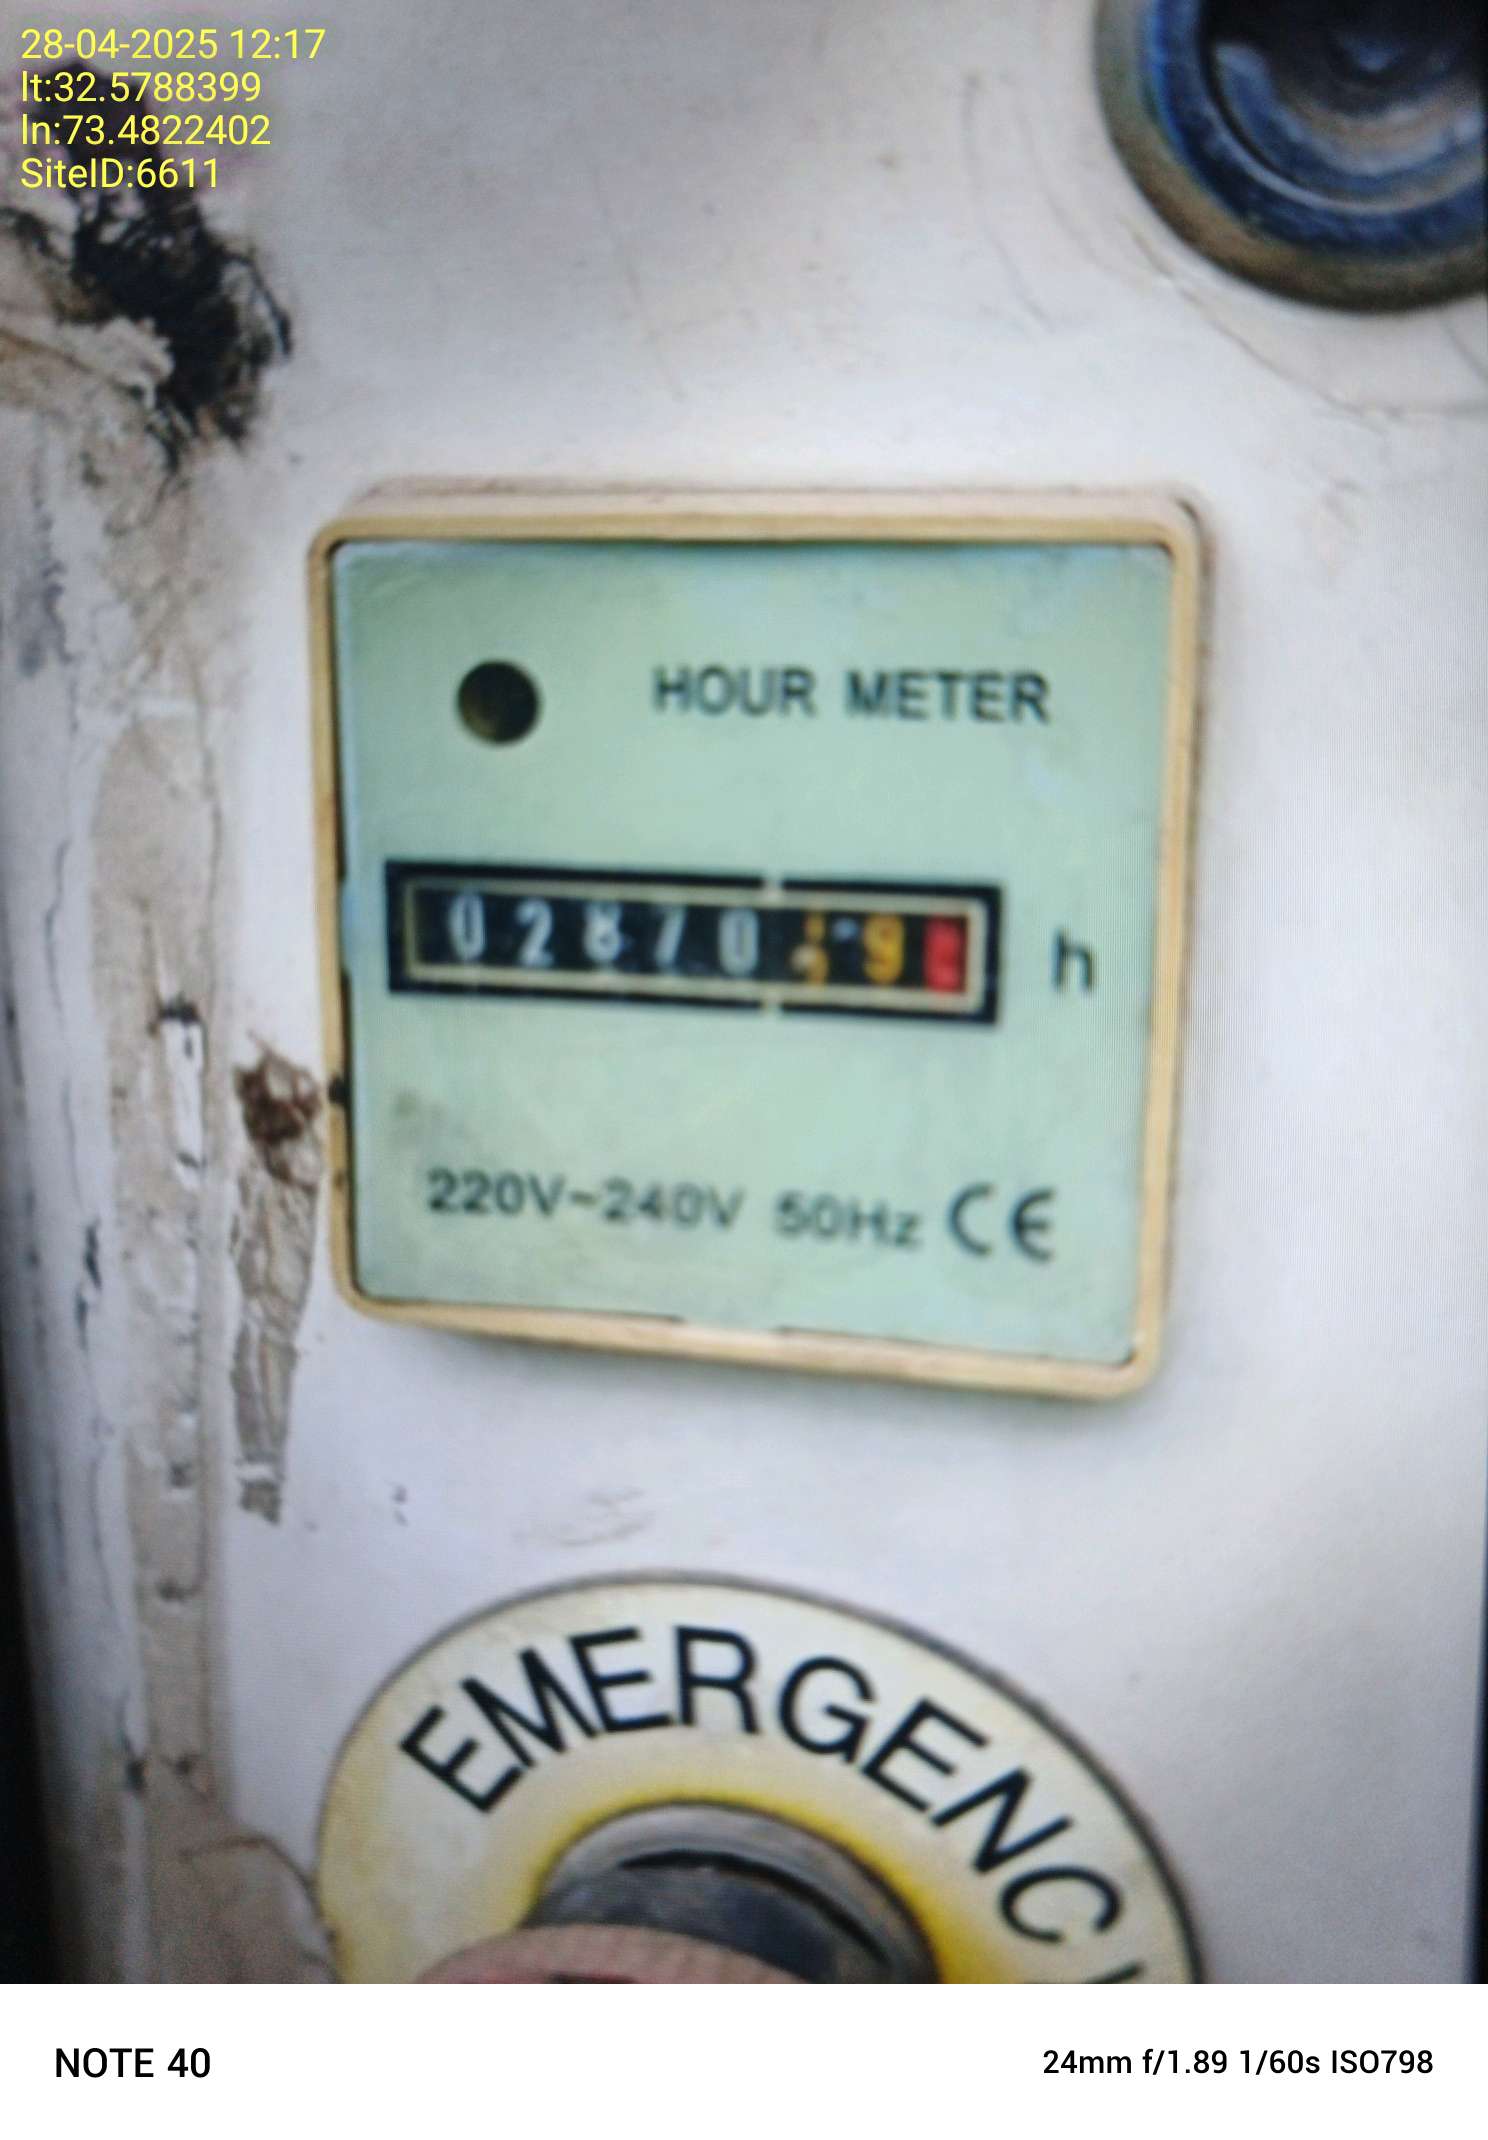 28-04-2025 12:17
lt:32.5788399
ln:73.4822402
SiteID:6611
HOUR METER
02870 9
h
220V~240V 50Hz CE
EMERGENC
NOTE 40
24mm f/1.89 1/60s ISO798